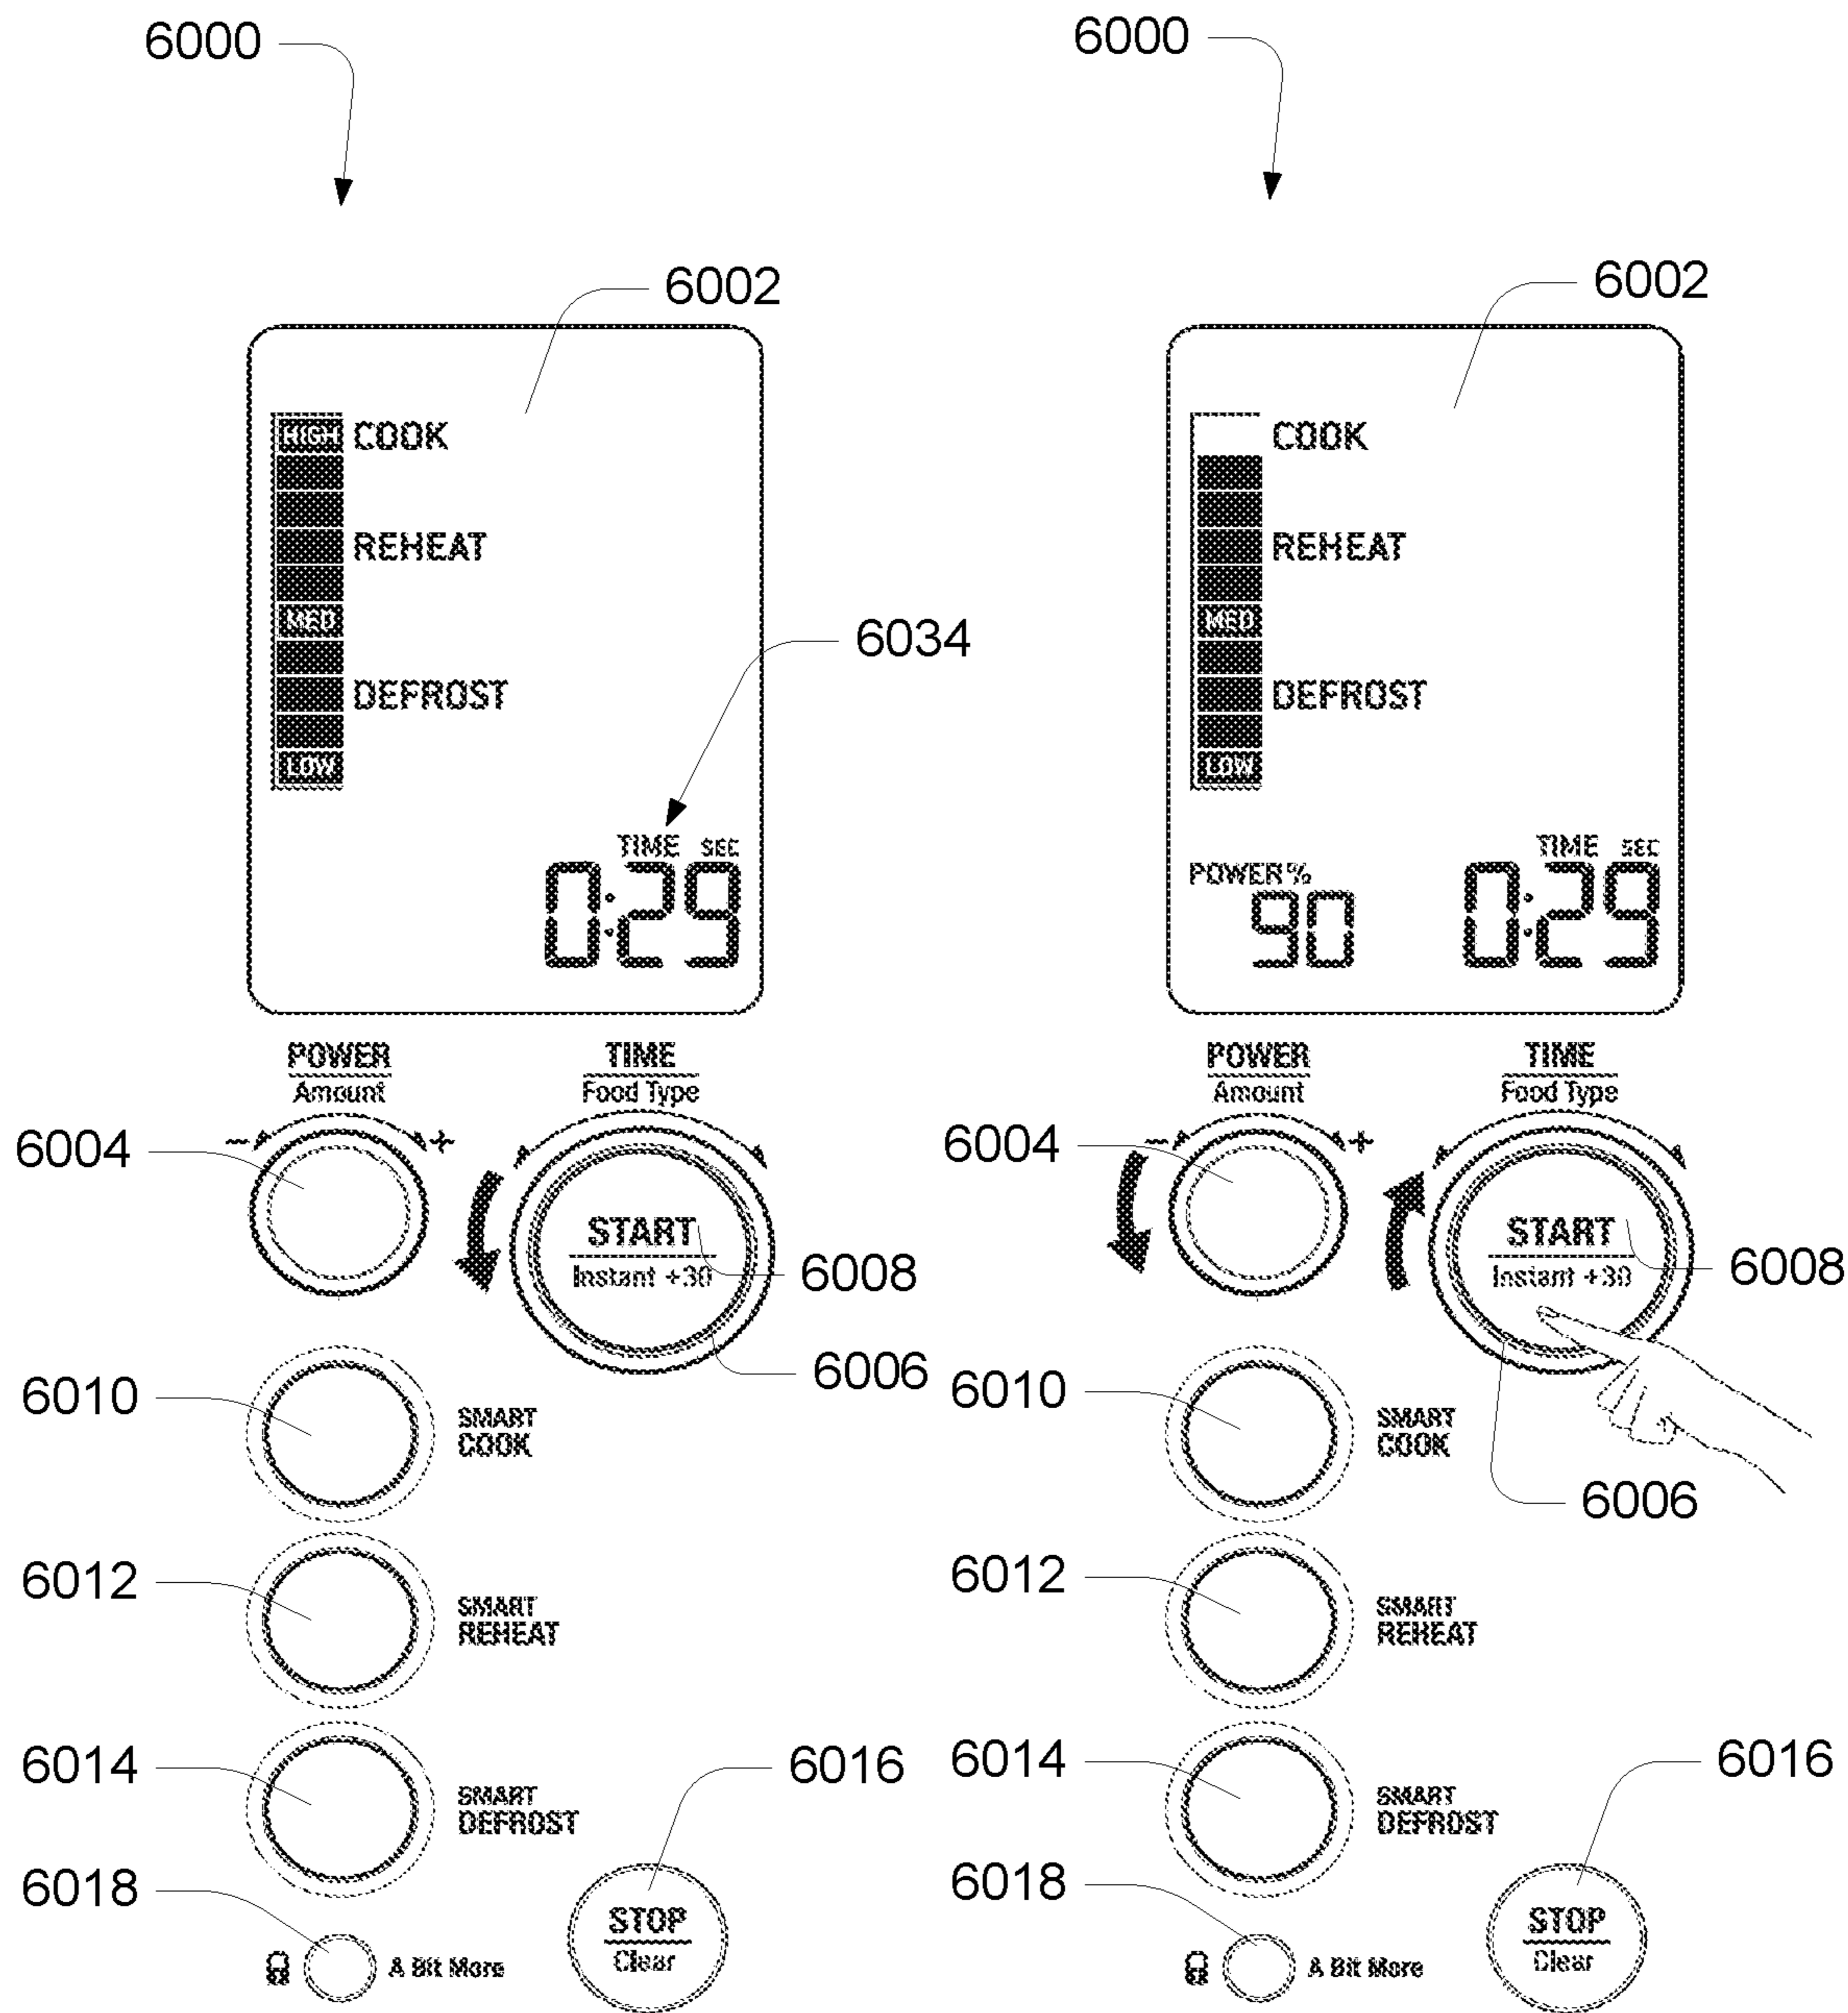 6000
6002
HIGH COOK
REHEAT
MED
6034
DEFROST
LOW
TIME SEC
0:29
POWER
Amount
TIME
Food Type
6004
- +
START
Instant +30
6008
6006
6010
SMART
COOK
6012
SMART
REHEAT
6014
SMART
DEFROST
6016
6018
A Bit More
STOP
Clear
6000
6002
COOK
REHEAT
MED
DEFROST
LOW
POWER%
90
TIME SEC
0:29
POWER
Amount
TIME
Food Type
6004
- +
START
Instant +30
6008
6006
6010
SMART
COOK
6012
SMART
REHEAT
6014
SMART
DEFROST
6016
6018
A Bit More
STOP
Clear